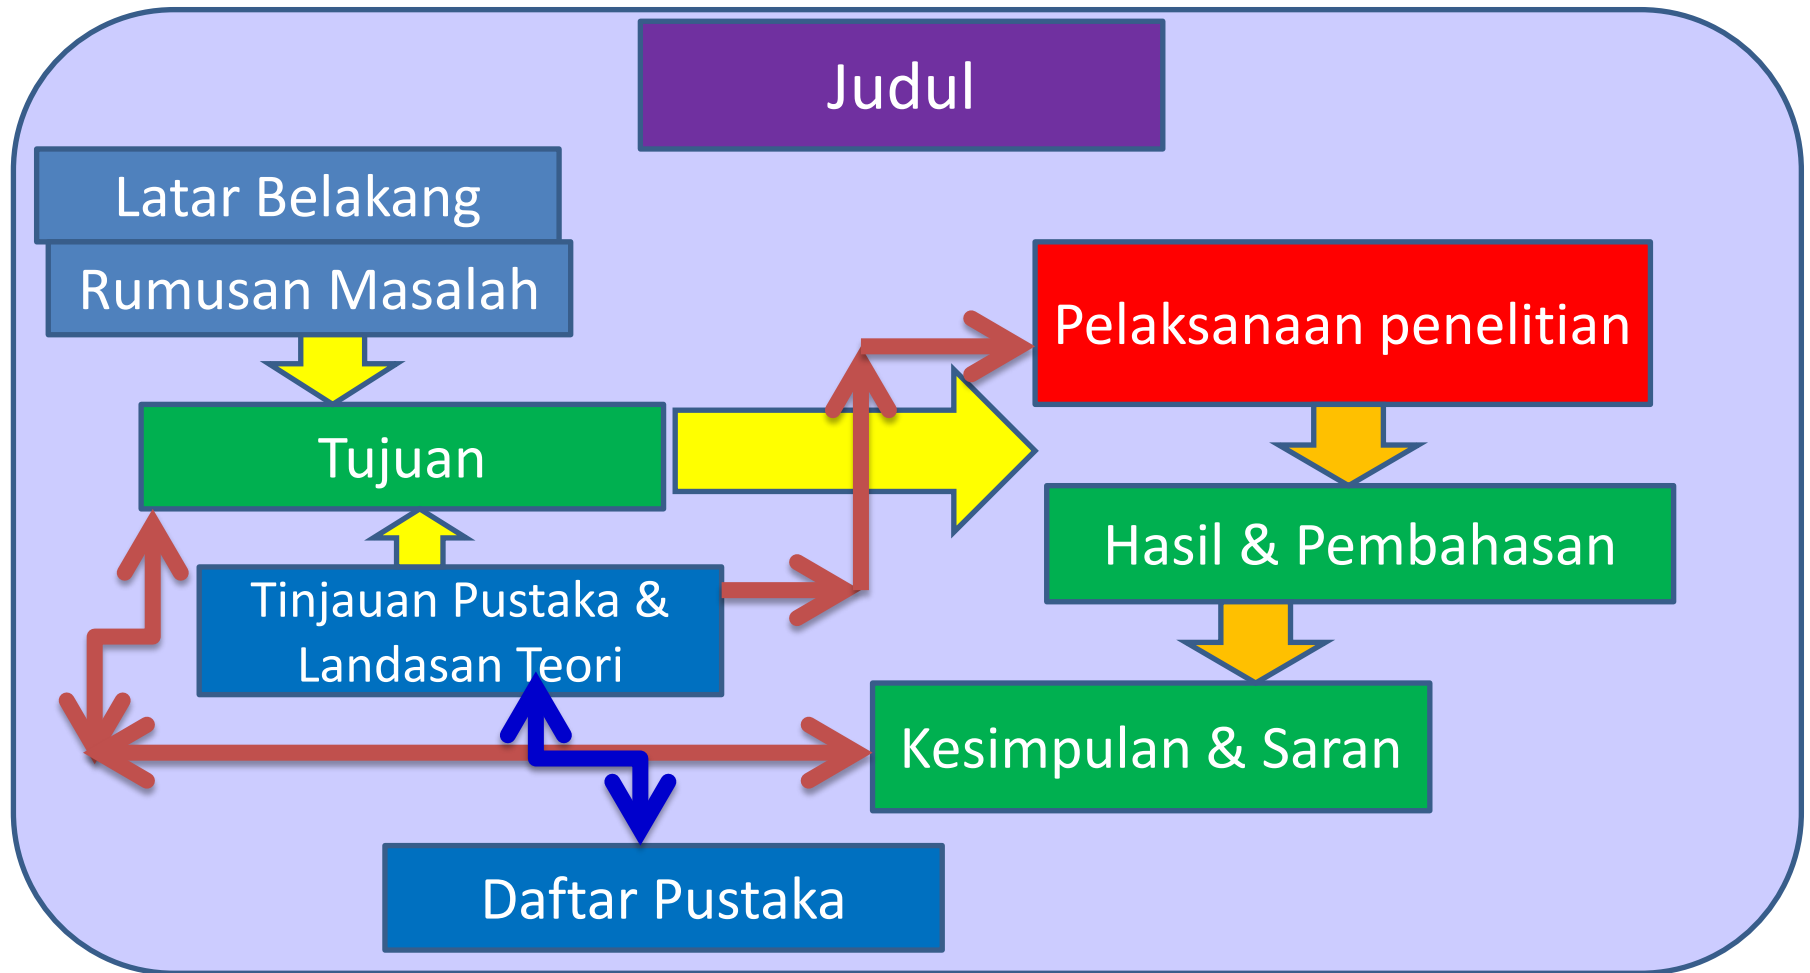 Judul
Latar Belakang
Rumusan Masalah
Tujuan
Tinjauan Pustaka &
Landasan Teori
Pelaksanaan penelitian
Hasil & Pembahasan
Kesimpulan & Saran
Daftar Pustaka